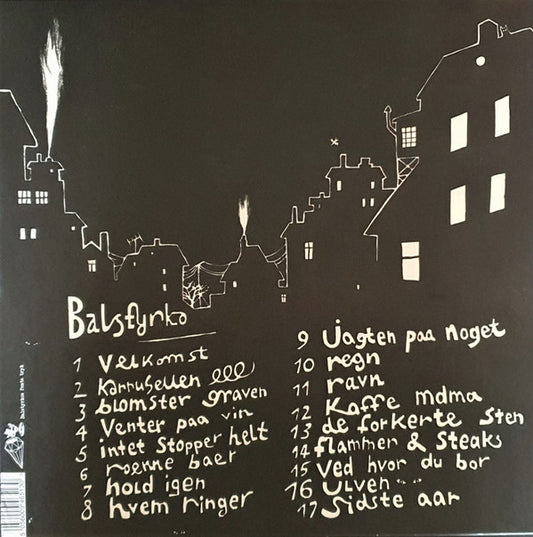 Balstyrko
1 Velkomst
2 Karrusellen
3 blomster graven
4 Venter paa vin
5 intet Stopper helt
6 roenne baer
7 hold igen
8 hvem ringer
9 Jagten paa noget
10 regn
11 ravn
12 Kaffe mdma
13 de forkerte sten
14 flammen & Steaks
15 Ved hvor du bor
16 Ulven
17 Sidste aar